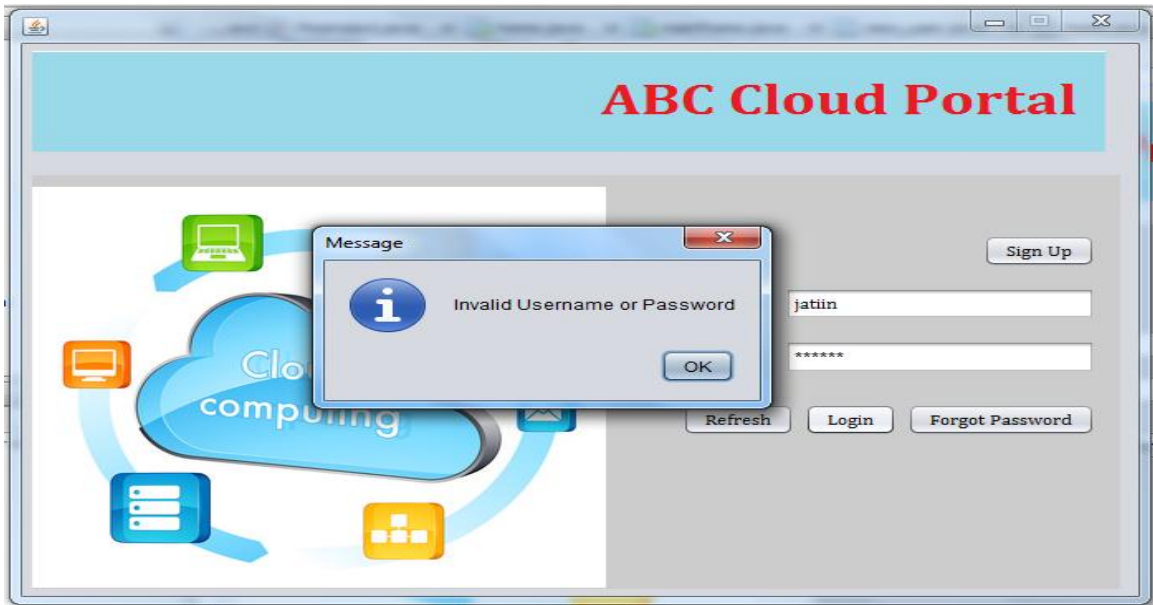 ABC Cloud Portal
Message
Invalid Username or Password
OK
Sign Up
jatiin
******
Refresh
Login
Forgot Password
Clo
computing